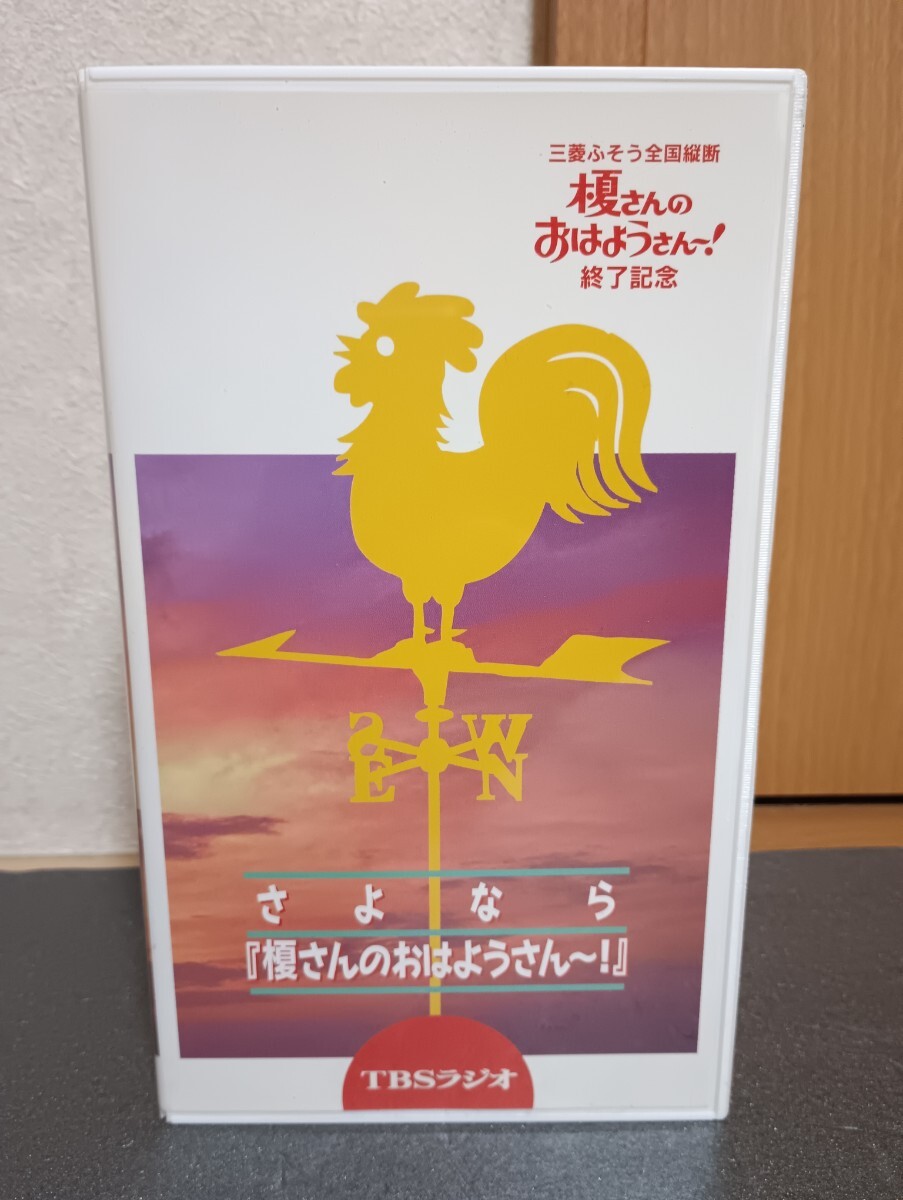 三菱ふそう全国縦断
榎さんの
おはようさん〜!
終了記念
S W
E N
さよなら
『榎さんのおはようさん〜!』
TBSラジオ